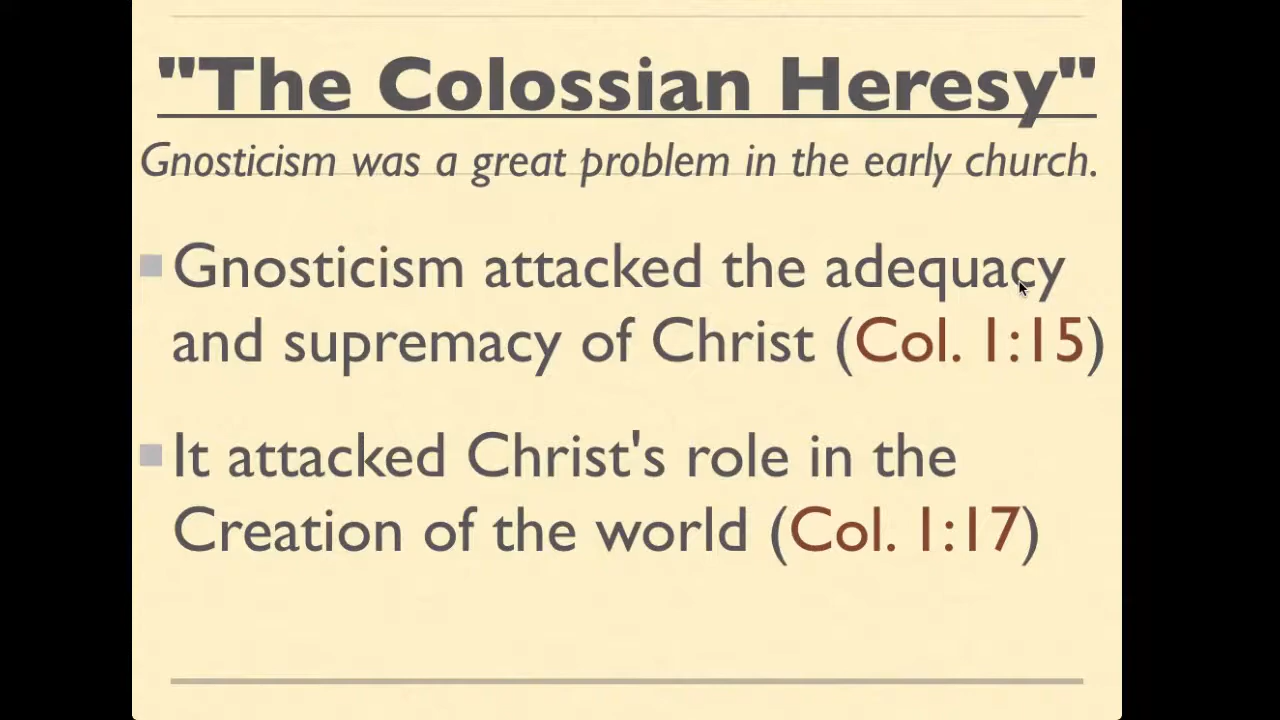 "The Colossian Heresy"
Gnosticism was a great problem in the early church.
Gnosticism attacked the adequacy
and supremacy of Christ (Col. 1:15)
It attacked Christ's role in the
Creation of the world (Col. 1:17)